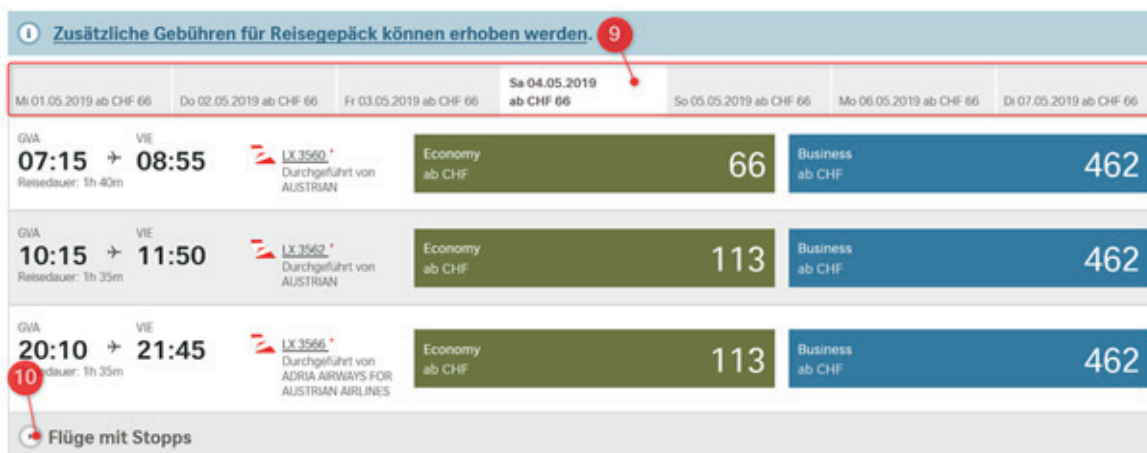 Zusätzliche Gebühren für Reisegepäck können erhoben werden.
9
Mi 01.05.2019 ab CHF 66
Do 02.05.2019 ab CHF 66
Fr 03.05.2019 ab CHF 66
Sa 04.05.2019
ab CHF 66
So 05.05.2019 ab CHF 66
Mo 06.05.2019 ab CHF 66
Di 07.05.2019 ab CHF 66
GVA VIE
07:15 08:55
Reisedauer: 1h 40m
LX 3560 *
Durchgeführt von
AUSTRIAN
Economy
ab CHF
66
Business
ab CHF
462
GVA VIE
10:15 11:50
Reisedauer: 1h 35m
LX 3562 *
Durchgeführt von
AUSTRIAN
Economy
ab CHF
113
Business
ab CHF
462
GVA VIE
20:10 21:45
10
edauer: 1h 35m
LX 3566 *
Durchgeführt von
ADRIA AIRWAYS FOR
AUSTRIAN AIRLINES
Economy
ab CHF
113
Business
ab CHF
462
Flüge mit Stopps